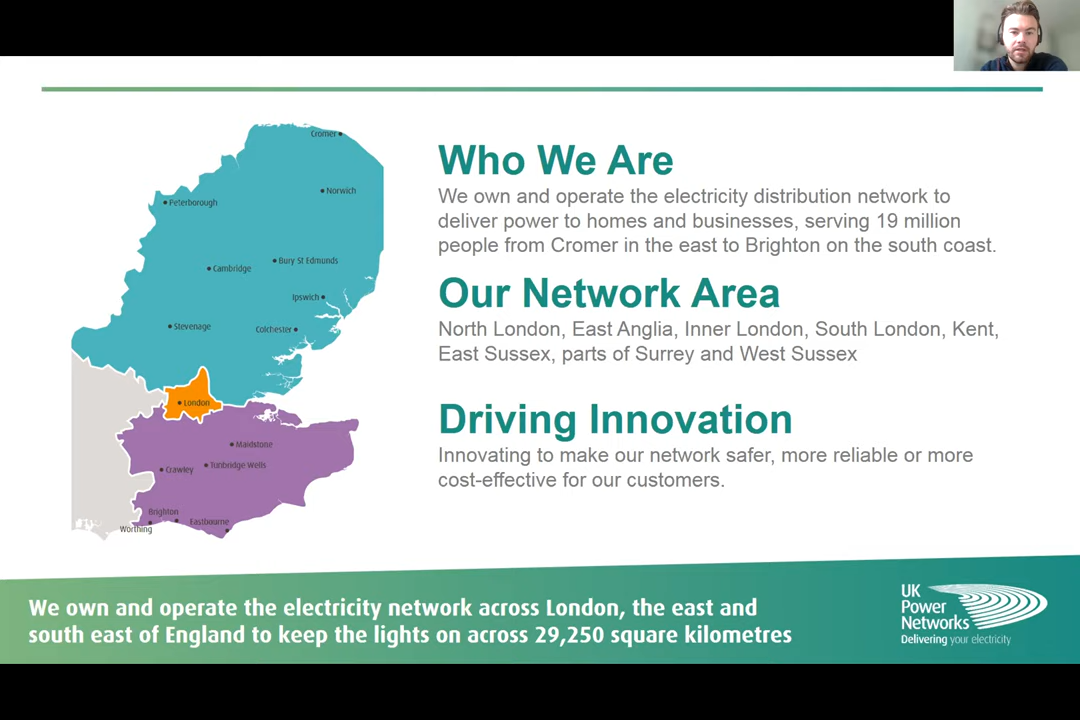 Cromer
Norwich
Peterborough
Bury St Edmunds
Cambridge
Ipswich
Stevenage
Colchester
London
Maidstone
Tunbridge Wells
Crawley
Brighton
Eastbourne
Worthing
Who We Are
We own and operate the electricity distribution network to
deliver power to homes and businesses, serving 19 million
people from Cromer in the east to Brighton on the south coast.
Our Network Area
North London, East Anglia, Inner London, South London, Kent,
East Sussex, parts of Surrey and West Sussex
Driving Innovation
Innovating to make our network safer, more reliable or more
cost-effective for our customers.
We own and operate the electricity network across London, the east and
south east of England to keep the lights on across 29,250 square kilometres
UK
Power
Networks
Delivering your electricity